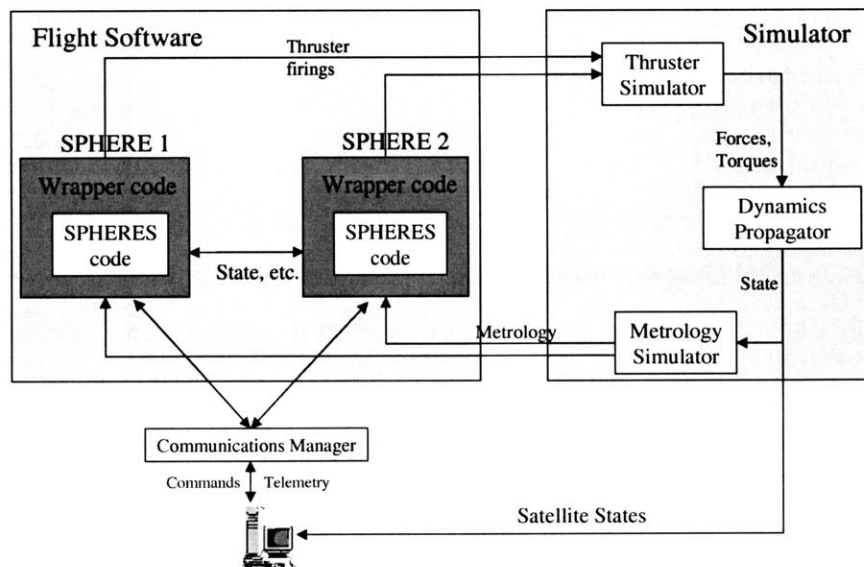 Flight Software
Simulator
Thruster
firings
Thruster
Simulator
SPHERE 1
SPHERE 2
Wrapper code
Wrapper code
SPHERES
code
SPHERES
code
State, etc.
Forces,
Torques
Dynamics
Propagator
State
Metrology
Metrology
Simulator
Communications Manager
Commands
Telemetry
Satellite States